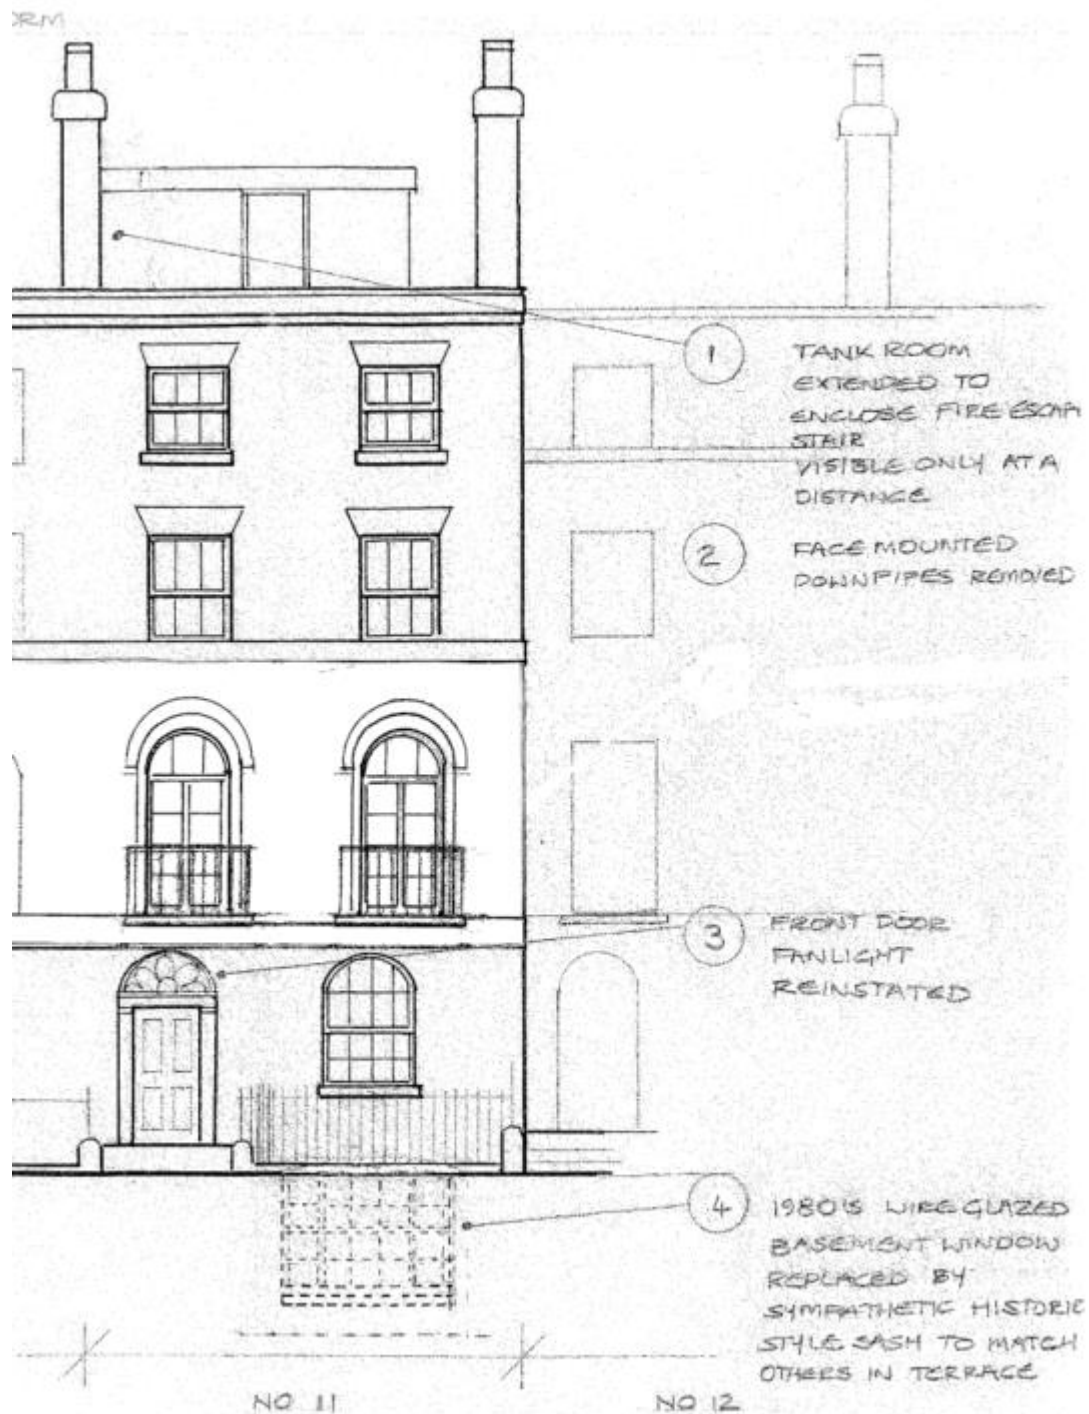 ORM
1
TANK ROOM
EXTENDED TO
ENCLOSE FIRE ESCAP
STAIR
VISIBLE ONLY AT A
DISTANCE
2
FACE MOUNTED
DOWNPIPES REMOVED
3
FRONT DOOR
FANLIGHT
REINSTATED
4
1980'S WIRE GLAZED
BASEMENT WINDOW
REPLACED BY
SYMPATHETIC HISTORIC
STYLE SASH TO MATCH
OTHERS IN TERRACE
NO 11
NO 12